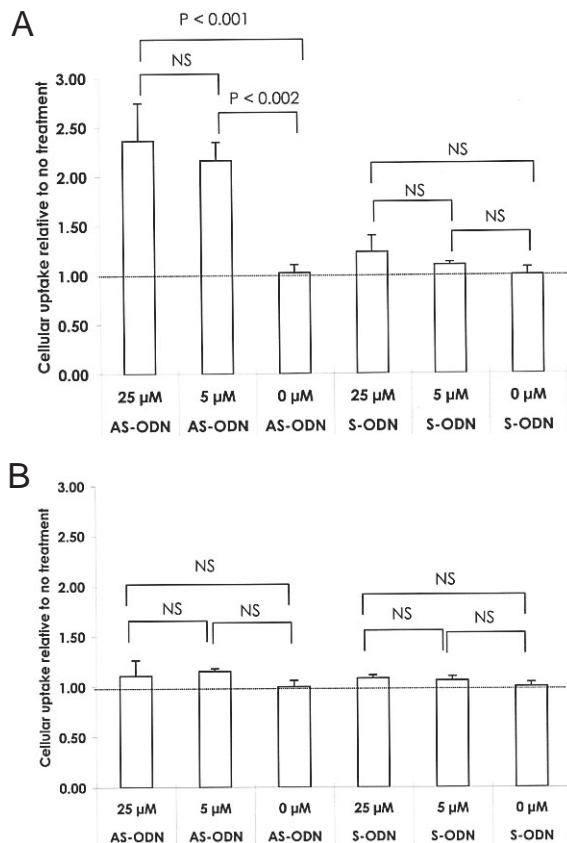 A
P < 0.001
NS
P < 0.002
NS
NS
NS
Cellular uptake relative to no treatment
3.00
2.50
2.00
1.50
1.00
0.50
0.00
25 µM 5 µM 0 µM 25 µM 5 µM 0 µM
AS-ODN AS-ODN AS-ODN S-ODN S-ODN S-ODN
B
Cellular uptake relative to no treatment
3.00
2.50
2.00
1.50
1.00
0.50
0.00
NS
NS
NS NS
NS NS
25 µM 5 µM 0 µM 25 µM 5 µM 0 µM
AS-ODN AS-ODN AS-ODN S-ODN S-ODN S-ODN